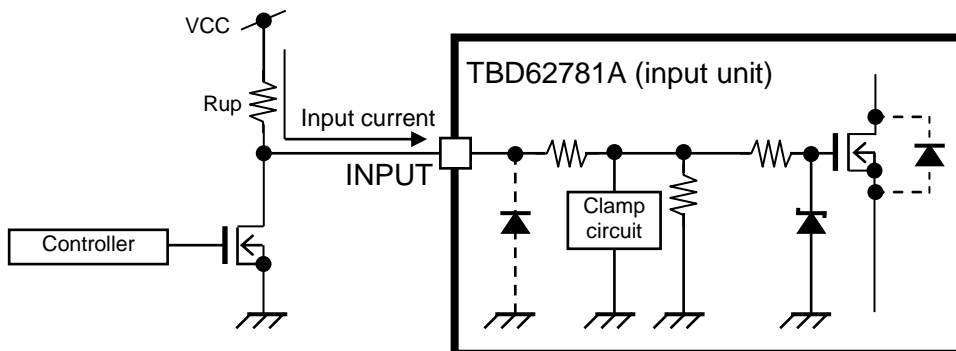 VCC
TBD62781A (input unit)
Rup
Input current
INPUT
Clamp
circuit
Controller